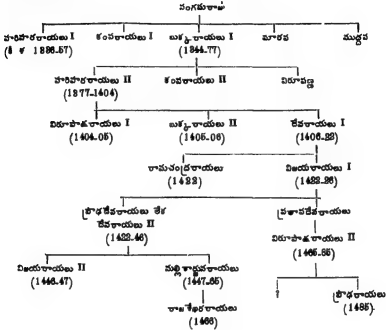 సంగమరాజు
హరిహరరాయలు I కంపరాయలు I బుక్కరాయలు I మారప ముద్దప
(క్రీ శ 1336.57) (1344.77)
హరిహరరాయలు II కంపరాయలు II విరూపణ్ణ
(1377-1404)
విరూపాక్షరాయలు I బుక్కరాయలు II దేవరాయలు I
(1404.05) (1405.06) (1406.22)
రామచంద్రరాయలు విజయరాయలు I
(1422) (1422.26)
ప్రౌఢదేవరాయలు లేక ప్రతాపదేవరాయలు
దేవరాయలు II విరూపాక్షరాయలు II
(1422.46) (1465.85)
విజయరాయలు II మల్లిఖార్జునరాయలు
(1446.47) (1447.65) ? ప్రౌఢరాయలు
రాజశేఖరరాయలు (1485)
(1466)